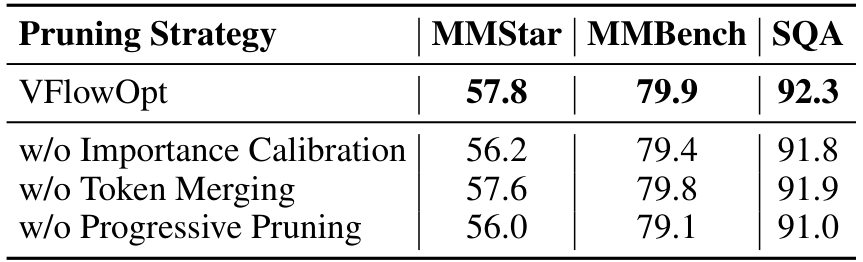 Pruning Strategy | MMStar | MMBench | SQA
VFlowOpt | 57.8 | 79.9 | 92.3
w/o Importance Calibration | 56.2 | 79.4 | 91.8
w/o Token Merging | 57.6 | 79.8 | 91.9
w/o Progressive Pruning | 56.0 | 79.1 | 91.0